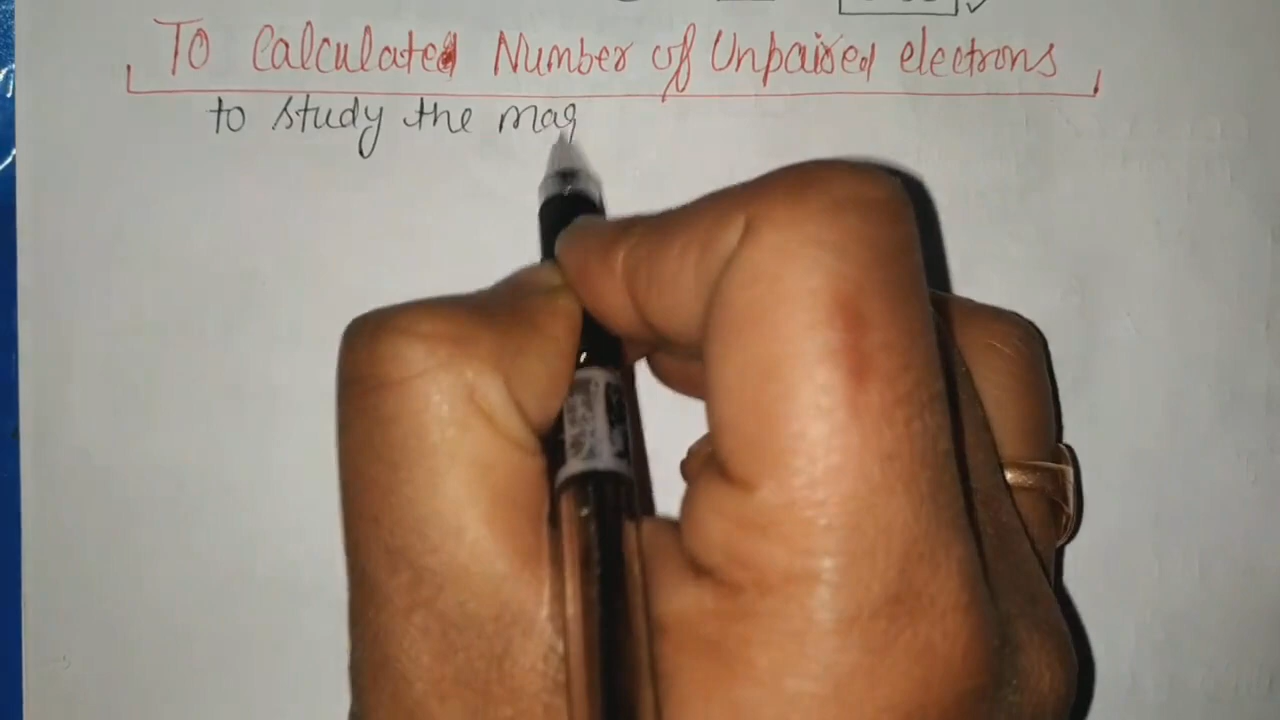 To Calculated Number of Unpaired electrons
to study the mag